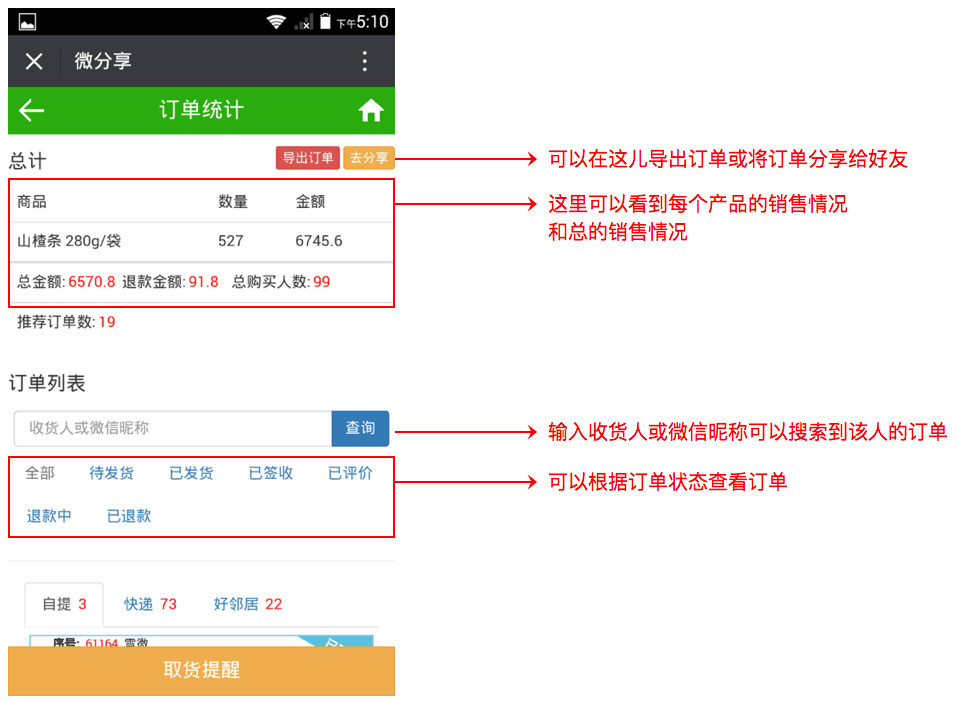 下午5:10
微分享
订单统计
总计 导出订单 去分享
可以在这儿导出订单或将订单分享给好友
商品 数量 金额
山楂条 280g/袋 527 6745.6
总金额:6570.8 退款金额:91.8 总购买人数:99
这里可以看到每个产品的销售情况
和总的销售情况
推荐订单数:19
订单列表
收货人或微信昵称 查询
输入收货人或微信昵称可以搜索到该人的订单
全部 待发货 已发货 已签收 已评价
退款中 已退款
可以根据订单状态查看订单
自提 3 快递 73 好邻居 22
序号: 61164 雪微
取货提醒